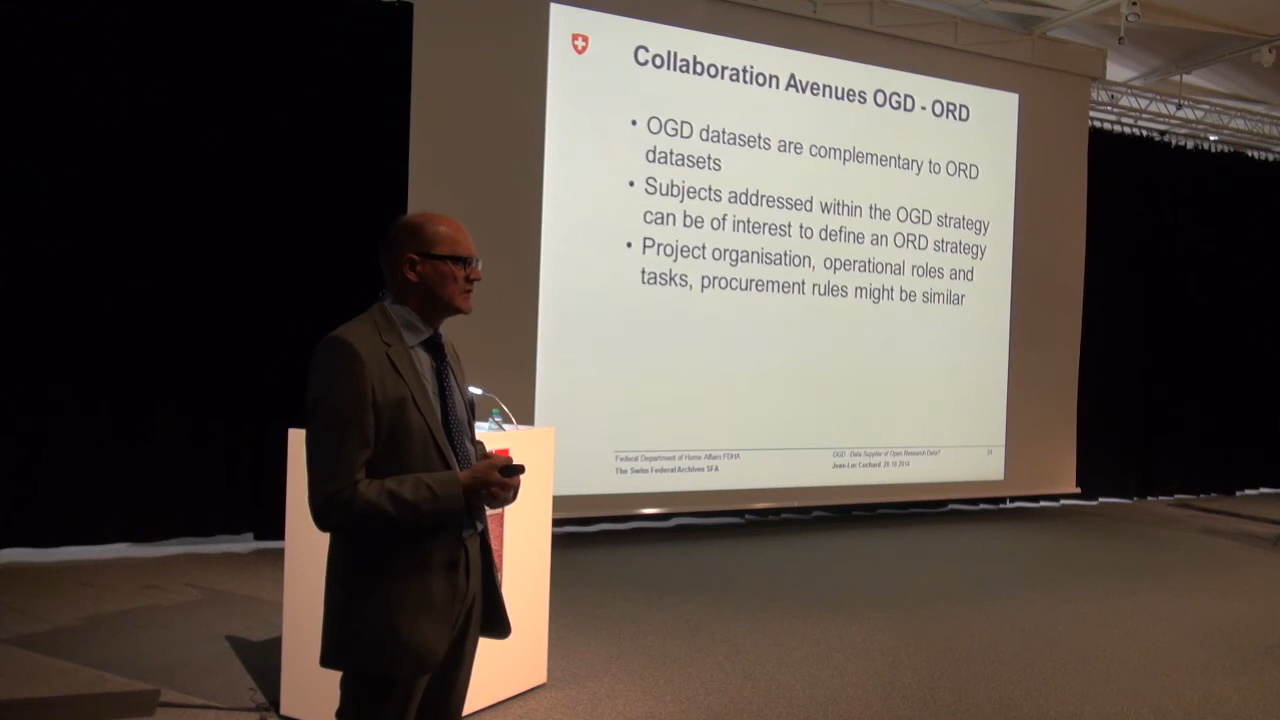 Collaboration Avenues OGD - ORD
• OGD datasets are complementary to ORD
datasets
• Subjects addressed within the OGD strategy
can be of interest to define an ORD strategy
• Project organisation, operational roles and
tasks, procurement rules might be similar
Federal Department of Home Affairs FDHA
The Swiss Federal Archives SFA
OGD - Data Supplier of Open Research Data?
Jean-Luc Cochard, 28.10.2014